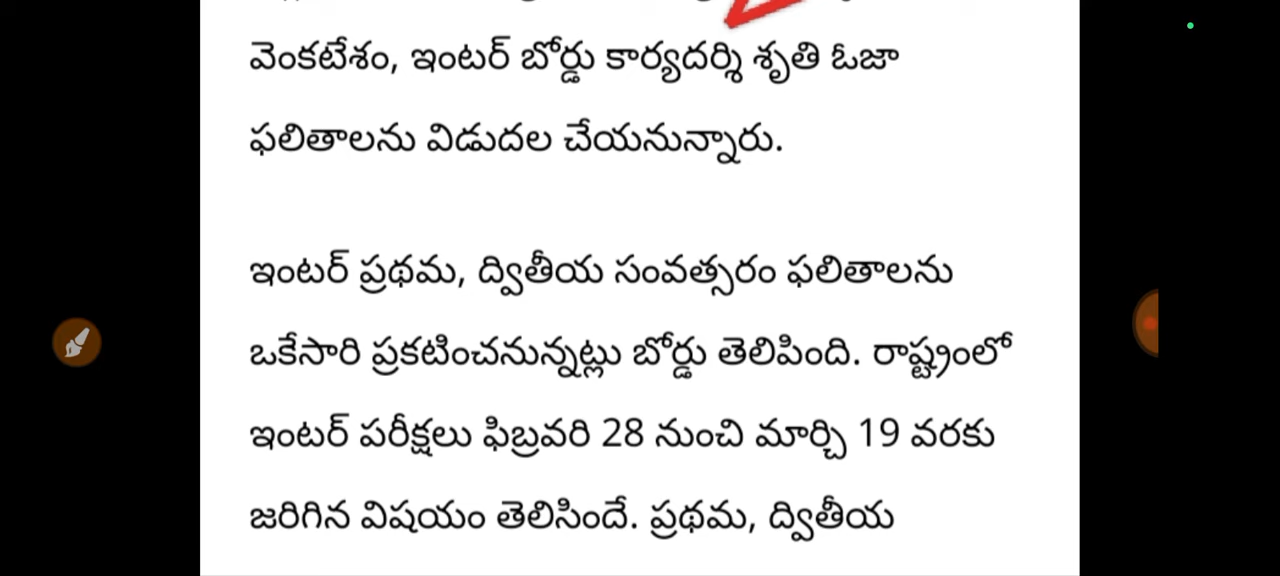 వెంకటేశం, ఇంటర్ బోర్డు కార్యదర్శి శృతి ఓజా
ఫలితాలను విడుదల చేయనున్నారు.
ఇంటర్ ప్రథమ, ద్వితీయ సంవత్సరం ఫలితాలను
ఒకేసారి ప్రకటించనున్నట్లు బోర్డు తెలిపింది. రాష్ట్రంలో
ఇంటర్ పరీక్షలు ఫిబ్రవరి 28 నుంచి మార్చి 19 వరకు
జరిగిన విషయం తెలిసిందే. ప్రథమ, ద్వితీయ